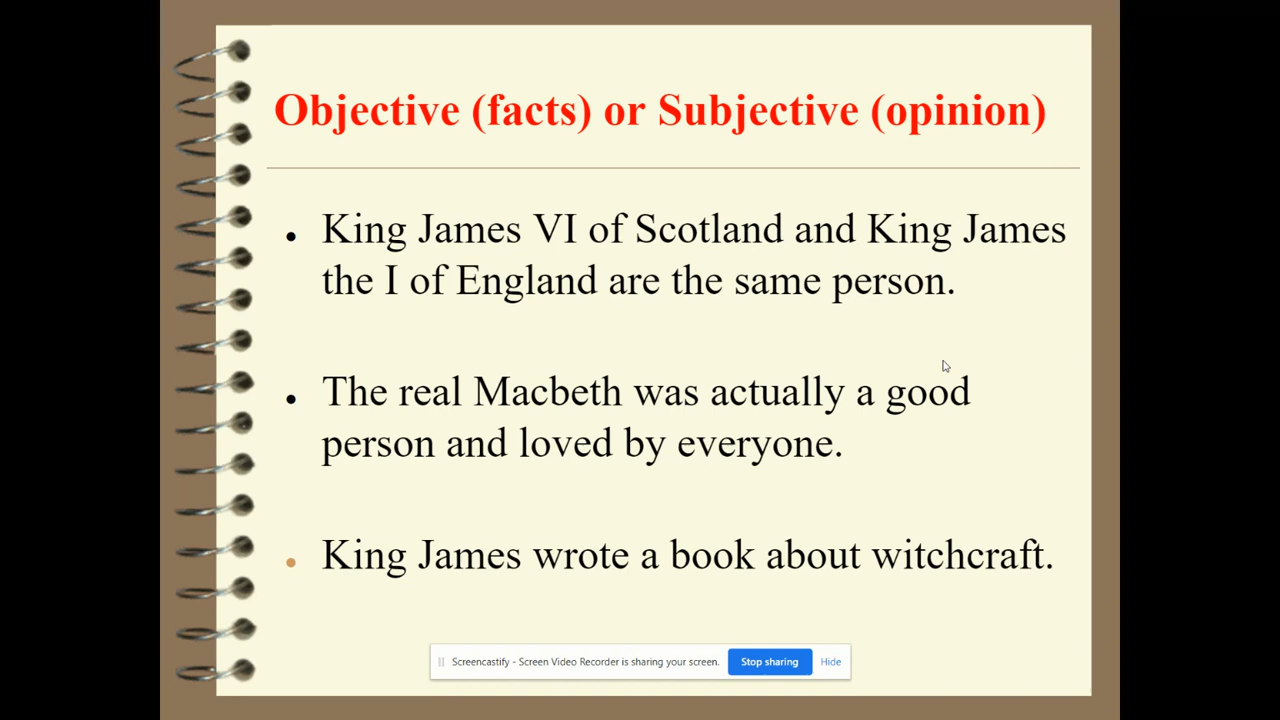 Objective (facts) or Subjective (opinion)
King James VI of Scotland and King James
the I of England are the same person.
The real Macbeth was actually a good
person and loved by everyone.
King James wrote a book about witchcraft.
Screencastify - Screen Video Recorder is sharing your screen. Stop sharing Hide